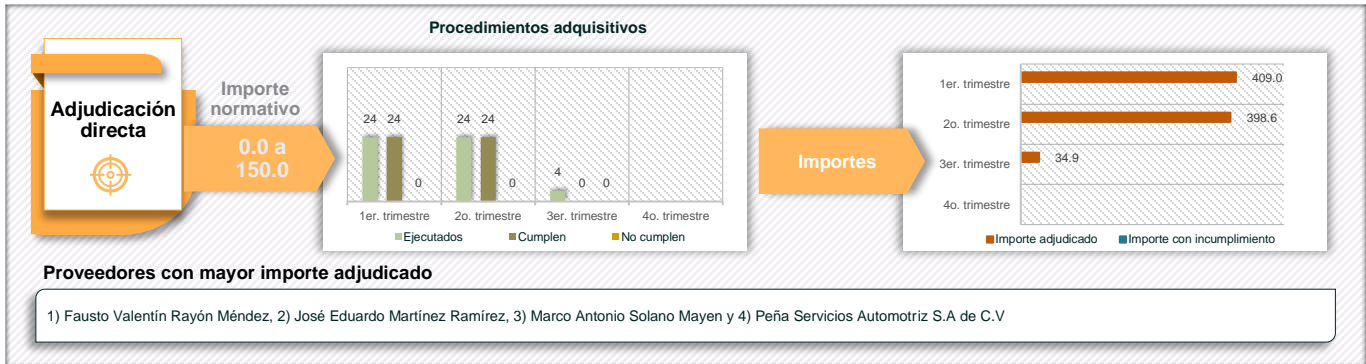 Procedimientos adquisitivos
Adjudicación
directa
Importe
normativo
0.0 a
150.0
24 24
0
24 24
0
4
0 0
1er. trimestre 2o. trimestre 3er. trimestre 4o. trimestre
Ejecutados Cumplen No cumplen
Importes
1er. trimestre 409.0
2o. trimestre 398.6
3er. trimestre 34.9
4o. trimestre
Importe adjudicado Importe con incumplimiento
Proveedores con mayor importe adjudicado
1) Fausto Valentín Rayón Méndez, 2) José Eduardo Martínez Ramírez, 3) Marco Antonio Solano Mayen y 4) Peña Servicios Automotriz S.A de C.V